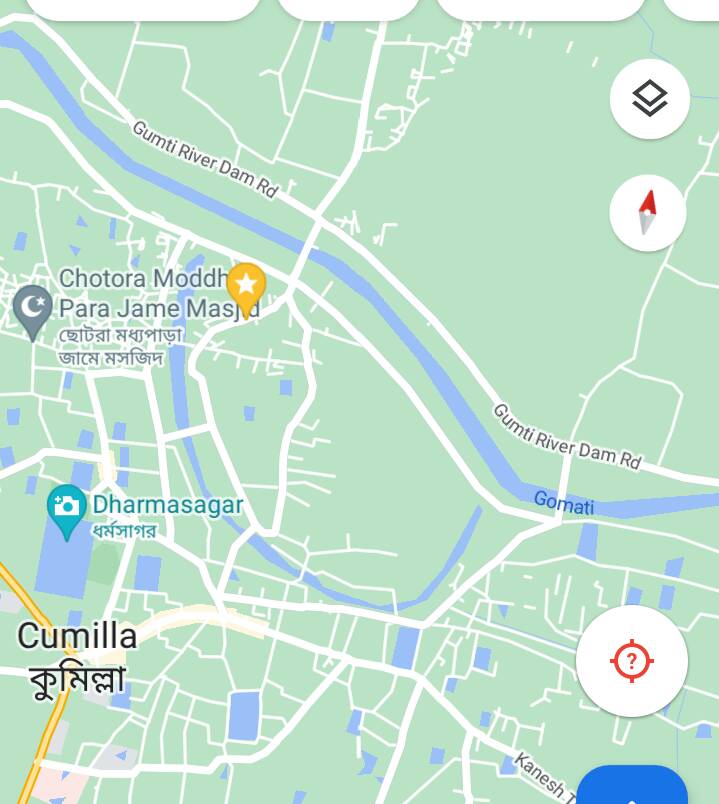 Gumti River Dam Rd
Chotora Moddh
Para Jame Masjid
ছোটরা মধ্যপাড়া
জামে মসজিদ
Gumti River Dam Rd
Gomati
Dharmasagar
ধর্মসাগর
Cumilla
কুমিল্লা
?
Kanesh T